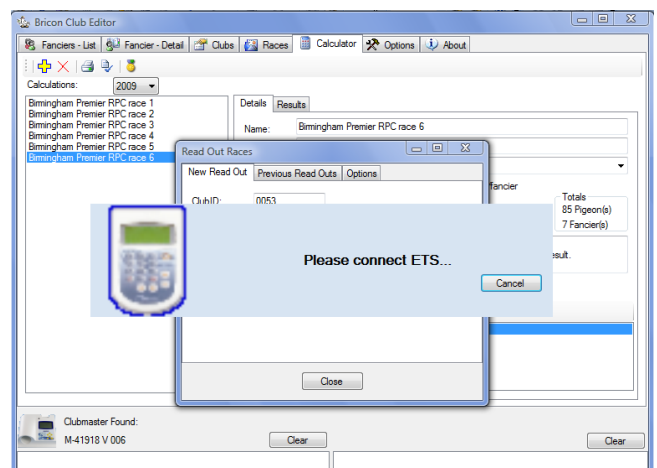 Bricon Club Editor
Fanciers - List Fancier - Detail Clubs Races Calculator Options About
Calculations: 2009
Birmingham Premier RPC race 1
Birmingham Premier RPC race 2
Birmingham Premier RPC race 3
Birmingham Premier RPC race 4
Birmingham Premier RPC race 5
Birmingham Premier RPC race 6
Details Results
Name: Birmingham Premier RPC race 6
Read Out Races
New Read Out Previous Read Outs Options
ClubID: 0053
fancier
Totals
85 Pigeon(s)
7 Fancier(s)
Please connect ETS...
Cancel
Close
Clubmaster Found:
M-41918 V 006
Clear
Clear